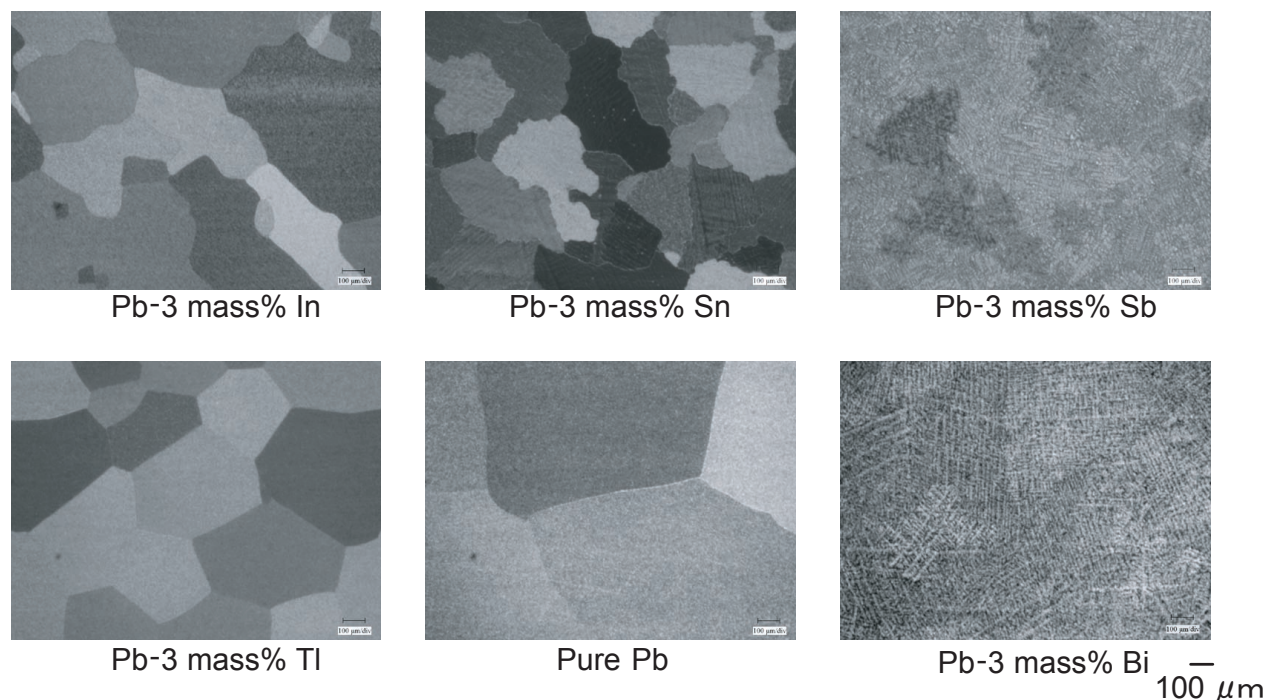 100 μm/div
100 μm/div
100 μm/div
Pb-3 mass% In
Pb-3 mass% Sn
Pb-3 mass% Sb
100 μm/div
100 μm/div
100 μm/div
Pb-3 mass% Tl
Pure Pb
Pb-3 mass% Bi
100 μm